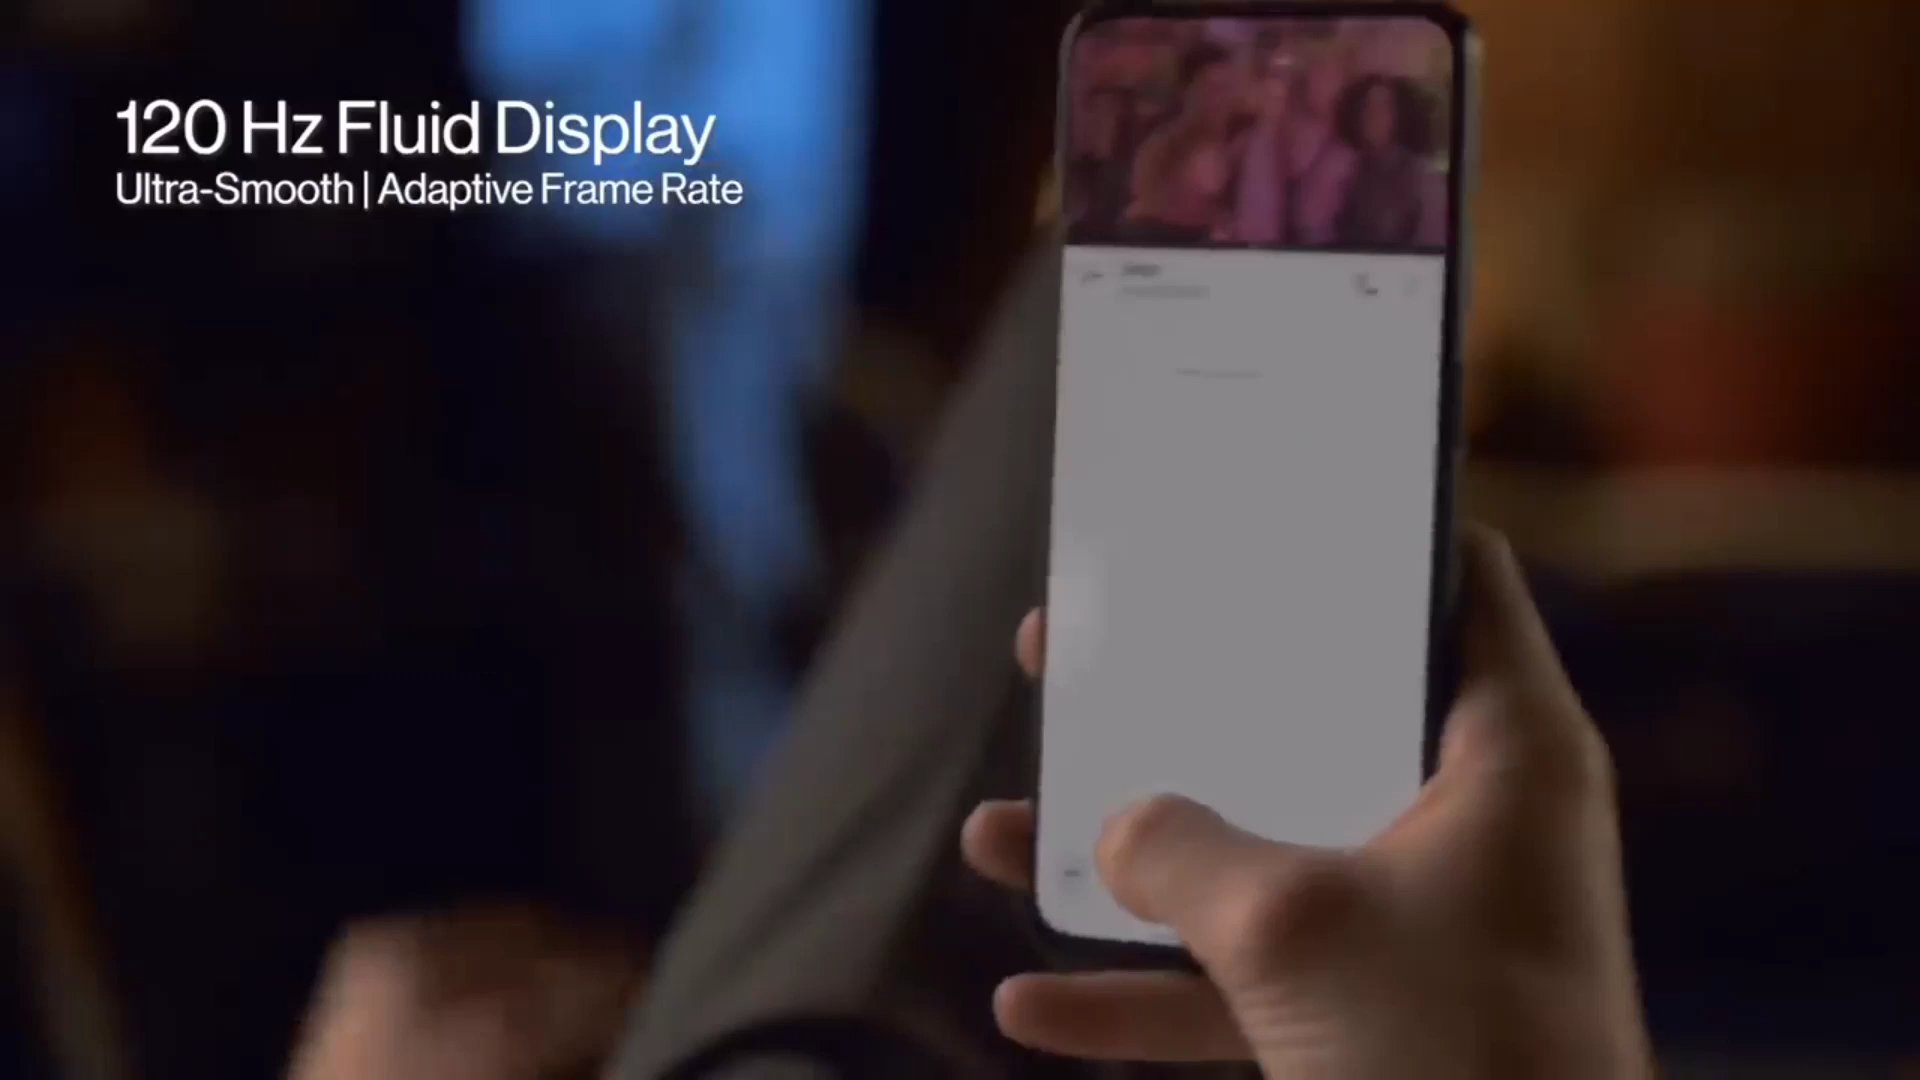 120 Hz Fluid Display
Ultra-Smooth | Adaptive Frame Rate